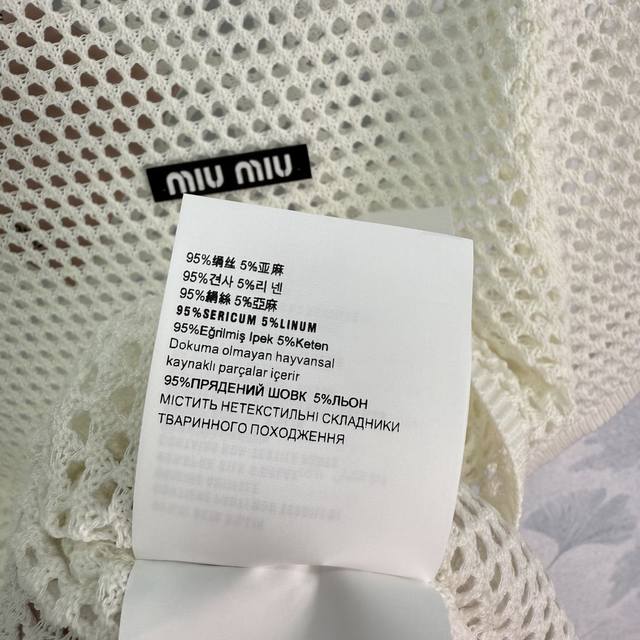 MIU MIU
95%绢丝 5%亚麻
95%견사 5%리넨
95%絹絲 5%亞麻
95%SERICUM 5%LINUM
95%Eğrilmiş Ipek 5%Keten
Dokuma olmayan hayvansal
kaynaklı parçalar içerir
95%ПРЯДЕНИЙ ШОВК 5%ЛЬОН
МІСТИТЬ НЕТЕКСТИЛЬНІ СКЛАДНИКИ
ТВАРИННОГО ПОХОДЖЕННЯ